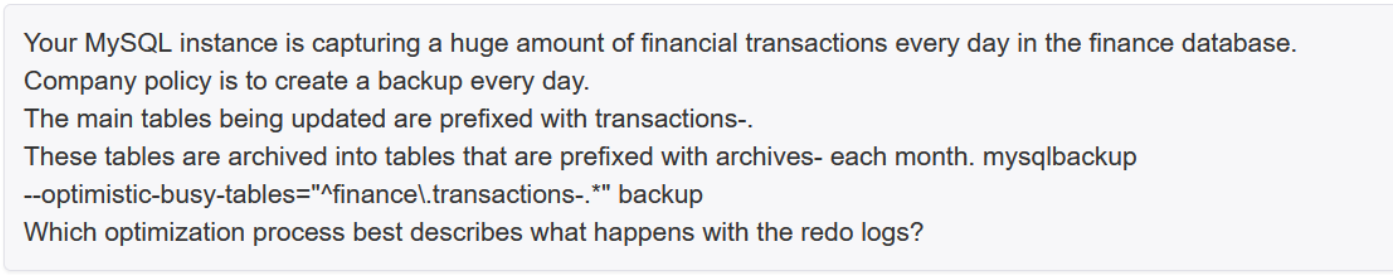 Your MySQL instance is capturing a huge amount of financial transactions every day in the finance database.
Company policy is to create a backup every day.
The main tables being updated are prefixed with transactions-.
These tables are archived into tables that are prefixed with archives- each month. mysqlbackup
--optimistic-busy-tables="^finance\.transactions-.*" backup
Which optimization process best describes what happens with the redo logs?